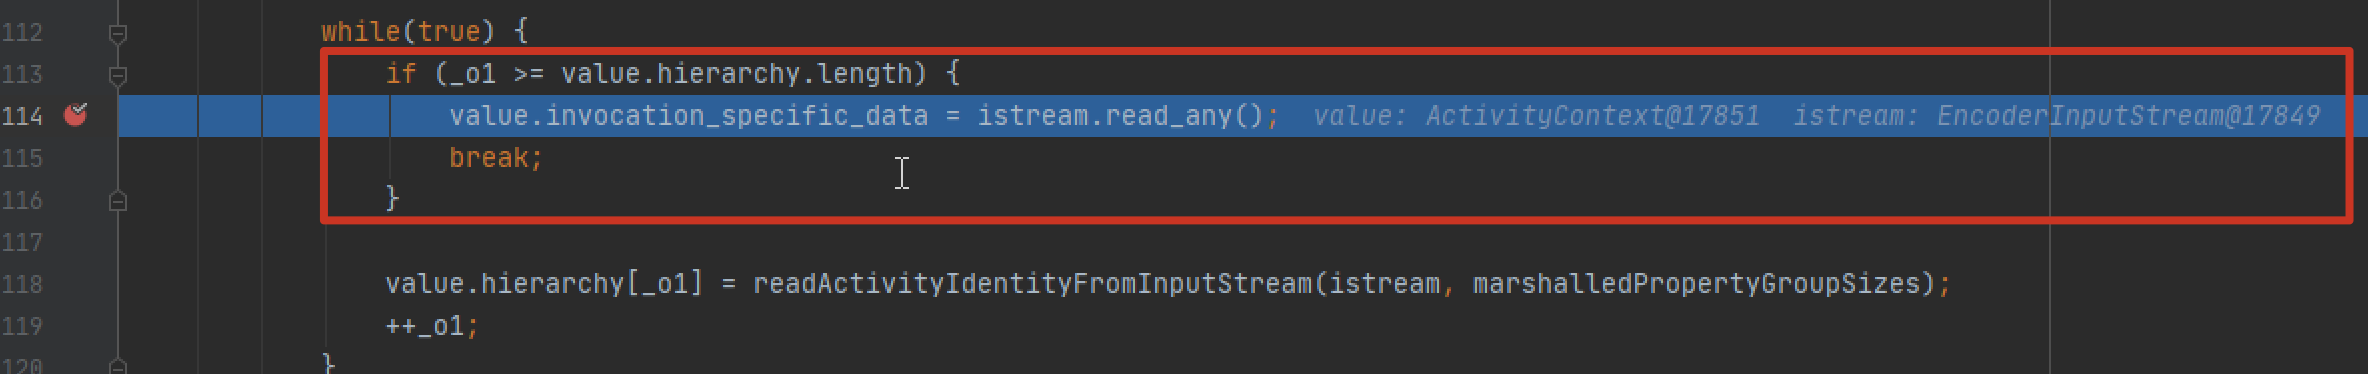 112 while(true) {
113 if (_o1 >= value.hierarchy.length) {
114 value.invocation_specific_data = istream.read_any(); value: ActivityContext@17851 istream: EncoderInputStream@17849
115 break;
116 }
117
118 value.hierarchy[_o1] = readActivityIdentityFromInputStream(istream, marshalledPropertyGroupSizes);
119 ++_o1;
120 }